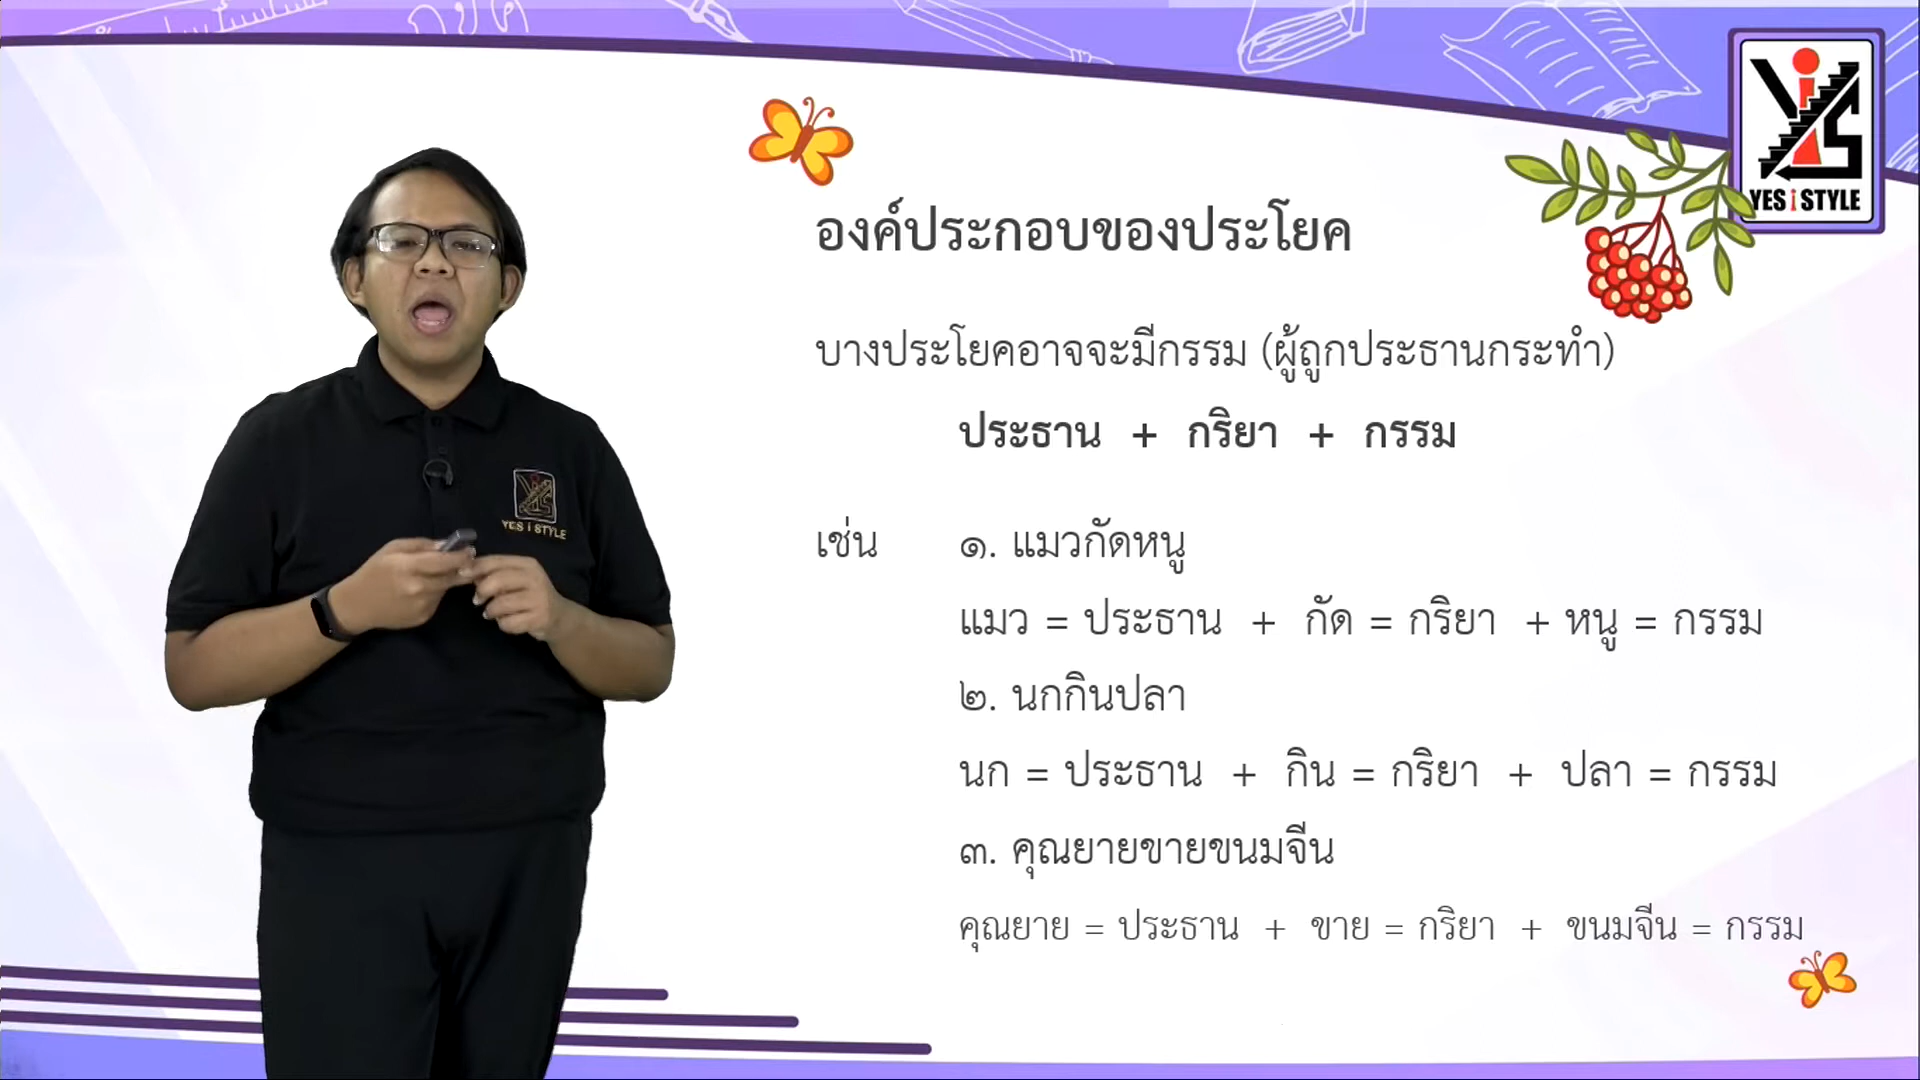 กขค
YES i STYLE
องค์ประกอบของประโยค
บางประโยคอาจจะมีกรรม (ผู้ถูกประธานกระทำ)
ประธาน + กริยา + กรรม
เช่น ๑. แมวกัดหนู
แมว = ประธาน + กัด = กริยา + หนู = กรรม
๒. นกกินปลา
นก = ประธาน + กิน = กริยา + ปลา = กรรม
๓. คุณยายขายขนมจีน
คุณยาย = ประธาน + ขาย = กริยา + ขนมจีน = กรรม
YES i STYLE